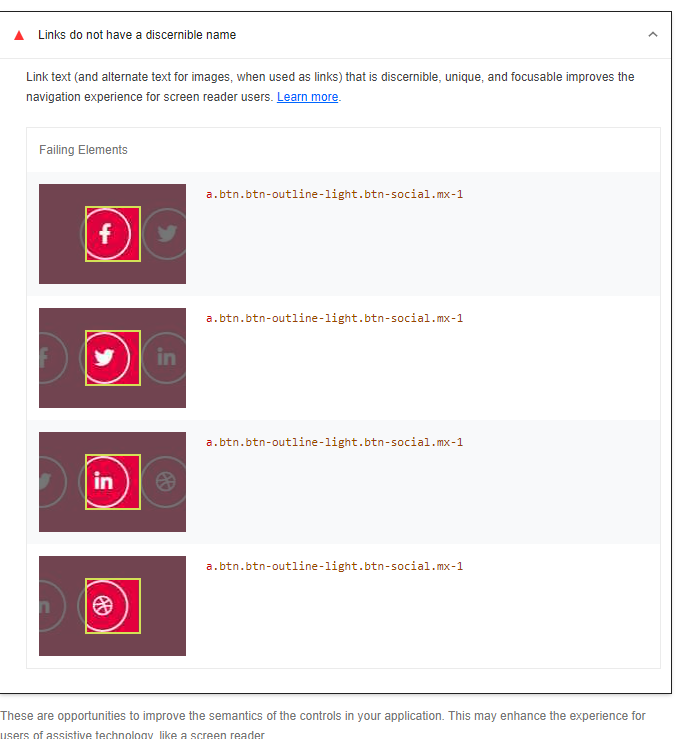 Links do not have a discernible name
Link text (and alternate text for images, when used as links) that is discernible, unique, and focusable improves the
navigation experience for screen reader users. Learn more.
Failing Elements
a.btn.btn-outline-light.btn-social.mx-1
a.btn.btn-outline-light.btn-social.mx-1
in
a.btn.btn-outline-light.btn-social.mx-1
in
a.btn.btn-outline-light.btn-social.mx-1
These are opportunities to improve the semantics of the controls in your application. This may enhance the experience for
users of assistive technology, like a screen reader